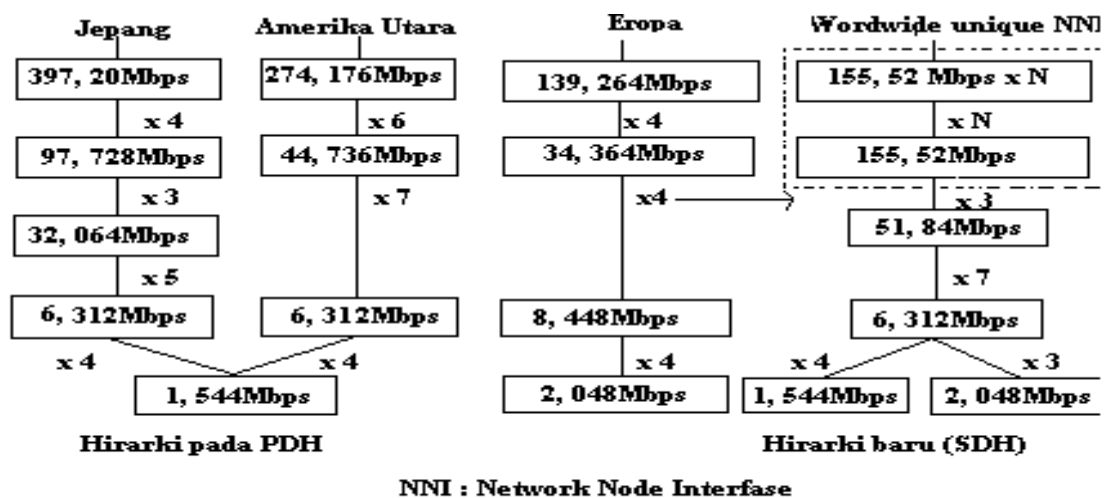 Jepang Amerika Utara Eropa Wordwide unique NNI
397, 20Mbps 274, 176Mbps 139, 264Mbps 155, 52 Mbps x N
x 4 x 6 x 4 x N
97, 728Mbps 44, 736Mbps 34, 364Mbps 155, 52Mbps
x 3 x 7 x4 x 3
32, 064Mbps 51, 84Mbps
x 5 x 7
6, 312Mbps 6, 312Mbps 8, 448Mbps 6, 312Mbps
x 4 x 4 x 4 x 4 x 3
1, 544Mbps 2, 048Mbps 1, 544Mbps 2, 048Mbps
Hirarki pada PDH Hirarki baru (SDH)
NNI : Network Node Interfase